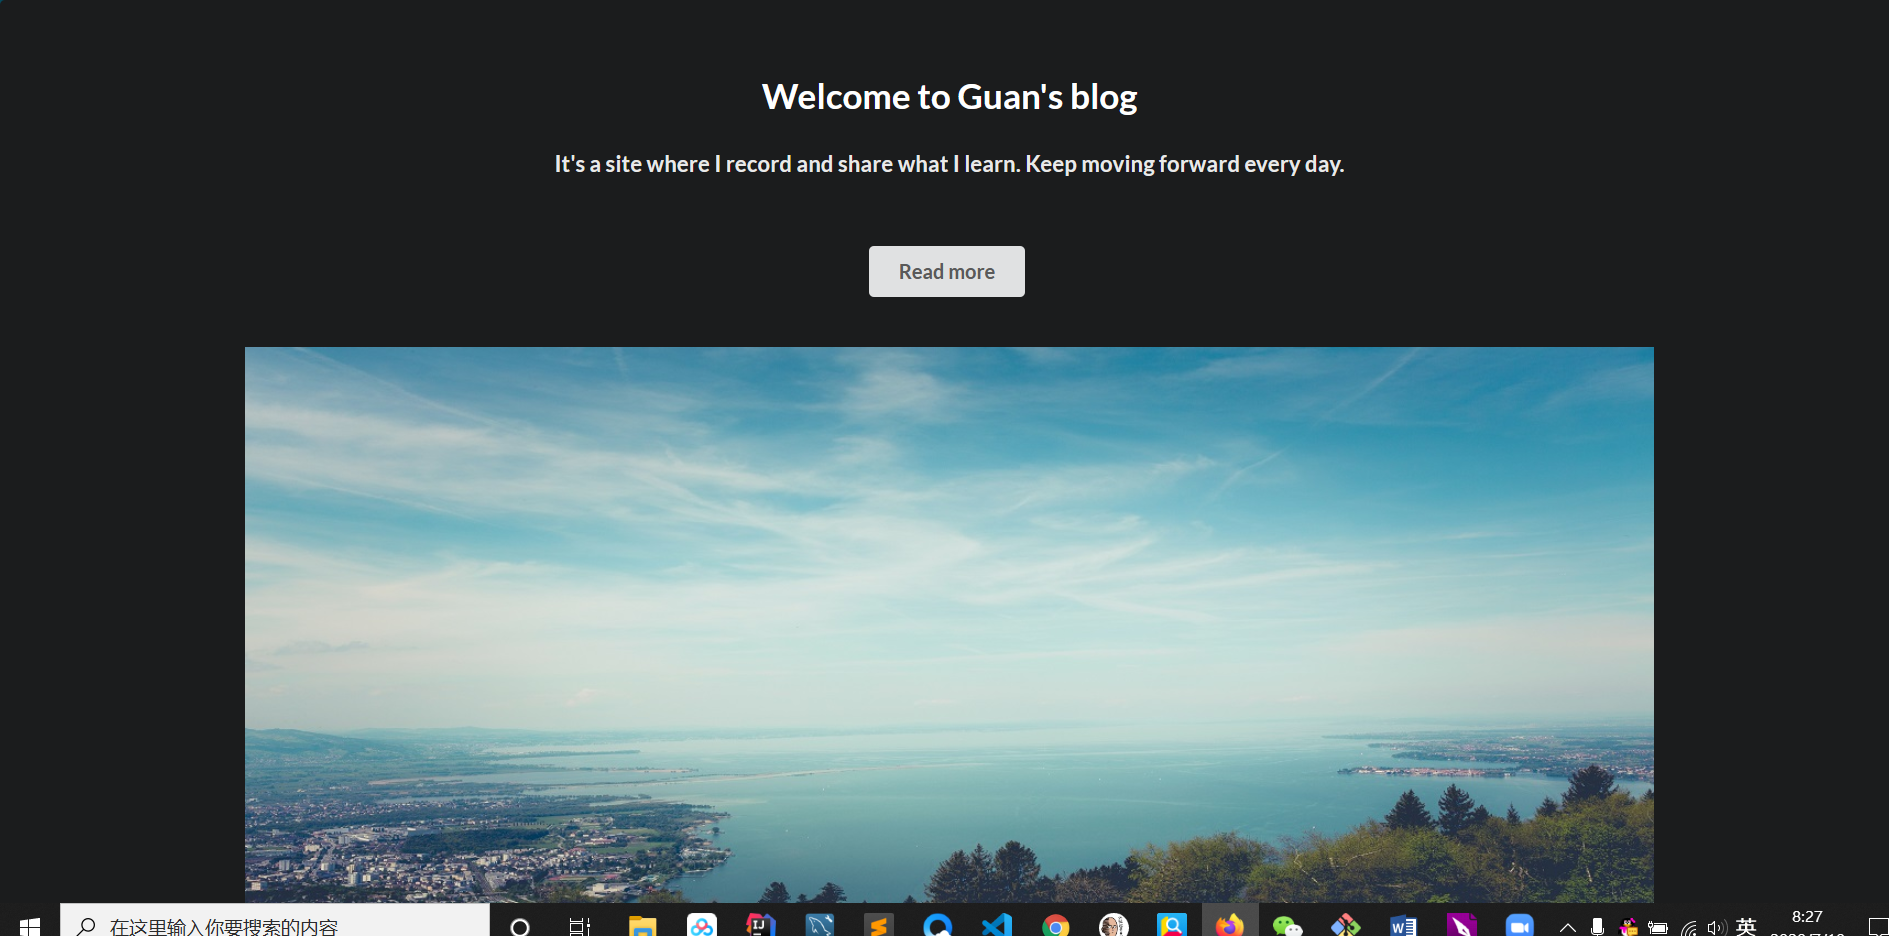 Welcome to Guan's blog
It's a site where I record and share what I learn. Keep moving forward every day.
Read more
在这里输入你要搜索的内容
英
8:27